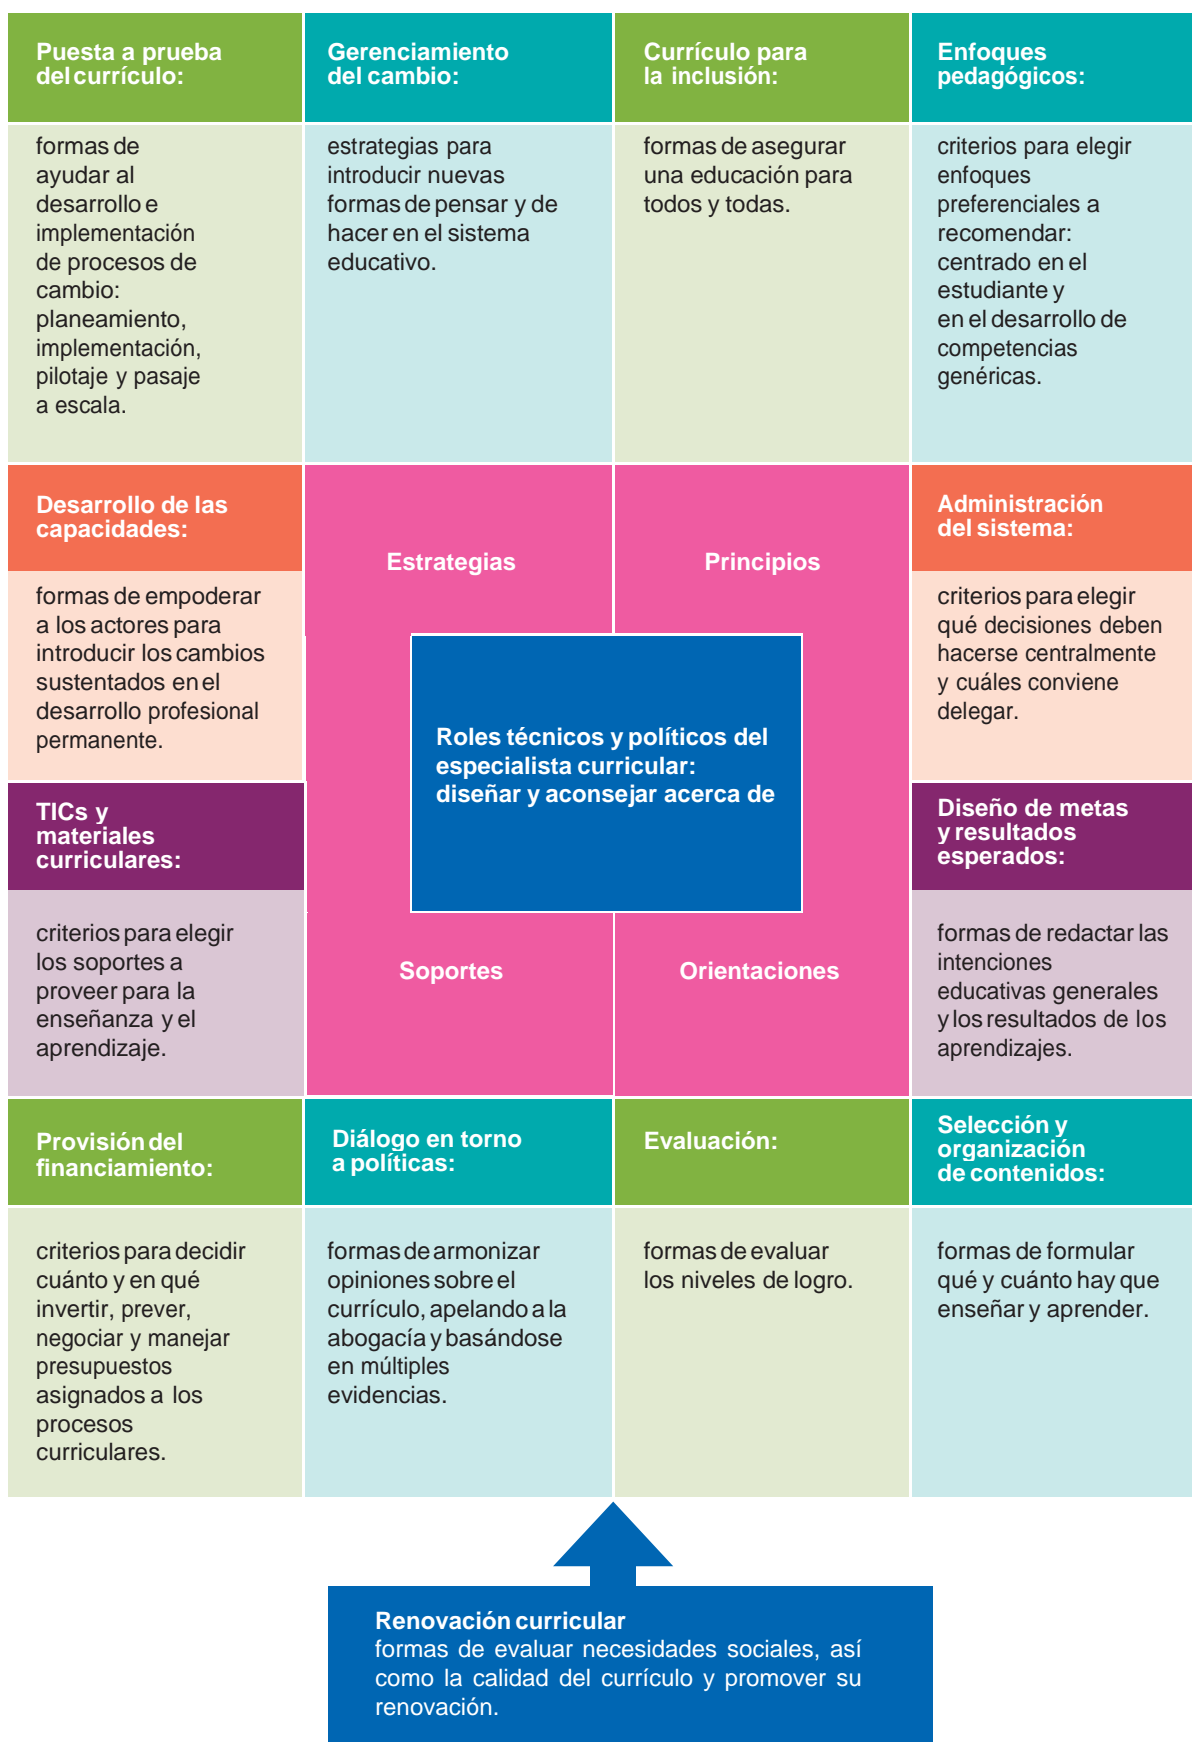 Puesta a prueba
del currículo:
formas de
ayudar al
desarrollo e
implementación
de procesos de
cambio:
planeamiento,
implementación,
pilotaje y pasaje
a escala.
Gerenciamiento
del cambio:
estrategias para
introducir nuevas
formas de pensar y de
hacer en el sistema
educativo.
Currículo para
la inclusión:
formas de asegurar
una educación para
todos y todas.
Enfoques
pedagógicos:
criterios para elegir
enfoques
preferenciales a
recomendar:
centrado en el
estudiante y
en el desarrollo de
competencias
genéricas.
Desarrollo de las
capacidades:
formas de empoderar
a los actores para
introducir los cambios
sustentados en el
desarrollo profesional
permanente.
Estrategias
Principios
Administración
del sistema:
criterios para elegir
qué decisiones deben
hacerse centralmente
y cuáles conviene
delegar.
Roles técnicos y políticos del
especialista curricular:
diseñar y aconsejar acerca de
TICs y
materiales
curriculares:
criterios para elegir
los soportes a
proveer para la
enseñanza y el
aprendizaje.
Soportes
Orientaciones
Diseño de metas
y resultados
esperados:
formas de redactar las
intenciones
educativas generales
y los resultados de los
aprendizajes.
Provisión del
financiamiento:
criterios para decidir
cuánto y en qué
invertir, prever,
negociar y manejar
presupuestos
asignados a los
procesos
curriculares.
Diálogo en torno
a políticas:
formas de armonizar
opiniones sobre el
currículo, apelando a la
abogacía y basándose
en múltiples
evidencias.
Evaluación:
formas de evaluar
los niveles de logro.
Selección y
organización
de contenidos:
formas de formular
qué y cuánto hay que
enseñar y aprender.
Renovación curricular
formas de evaluar necesidades sociales, así
como la calidad del currículo y promover su
renovación.